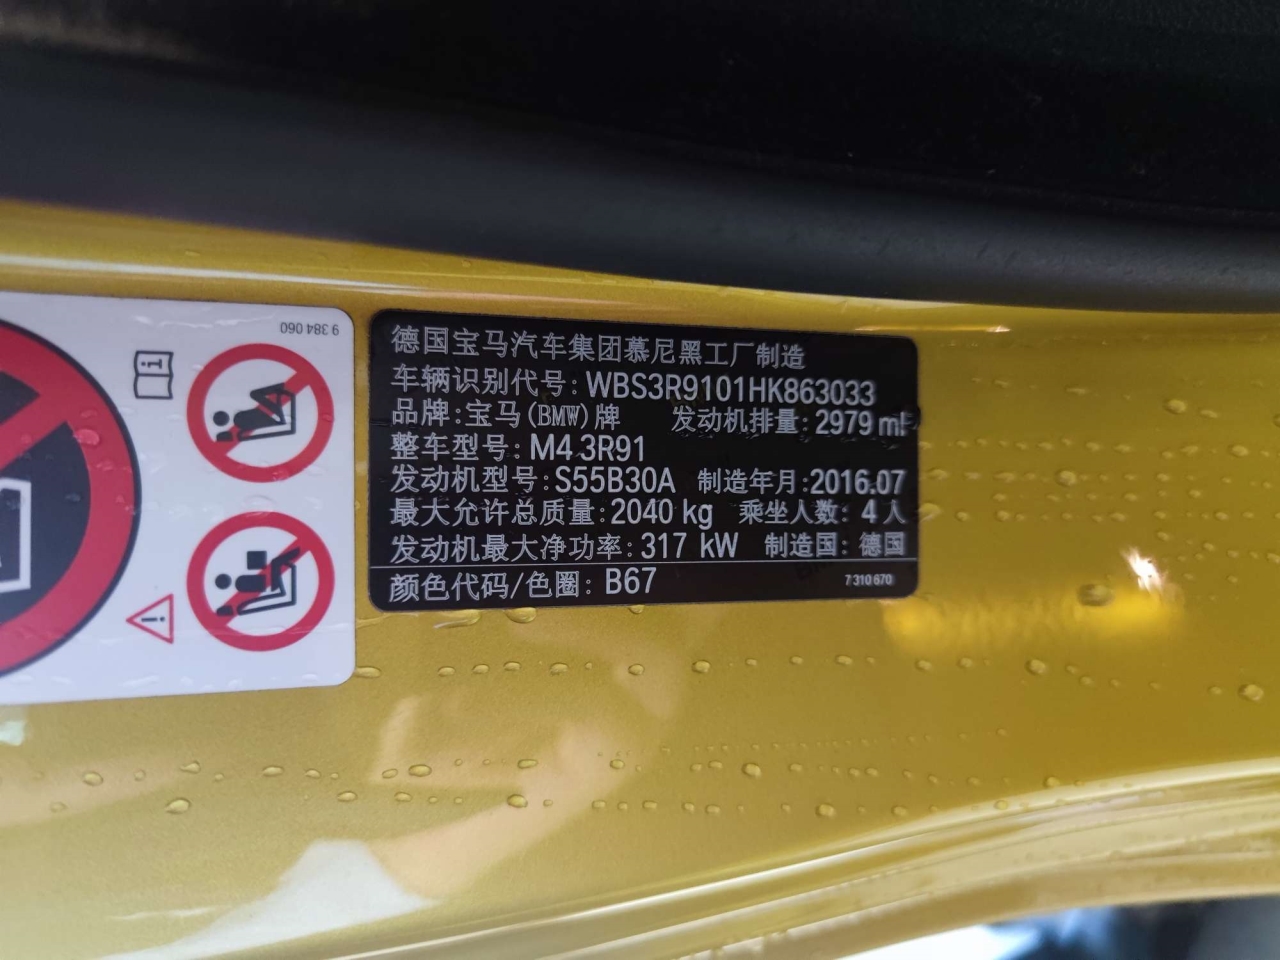 9 384 060
德国宝马汽车集团慕尼黑工厂制造
车辆识别代号: WBS3R9101HK863033
品牌:宝马(BMW)牌 发动机排量: 2979 ml
整车型号: M4 3R91
发动机型号: S55B30A 制造年月:2016.07
最大允许总质量:2040 kg 乘坐人数: 4人
发动机最大净功率: 317 kW 制造国: 德国
颜色代码/色圈: B67 7 310 670